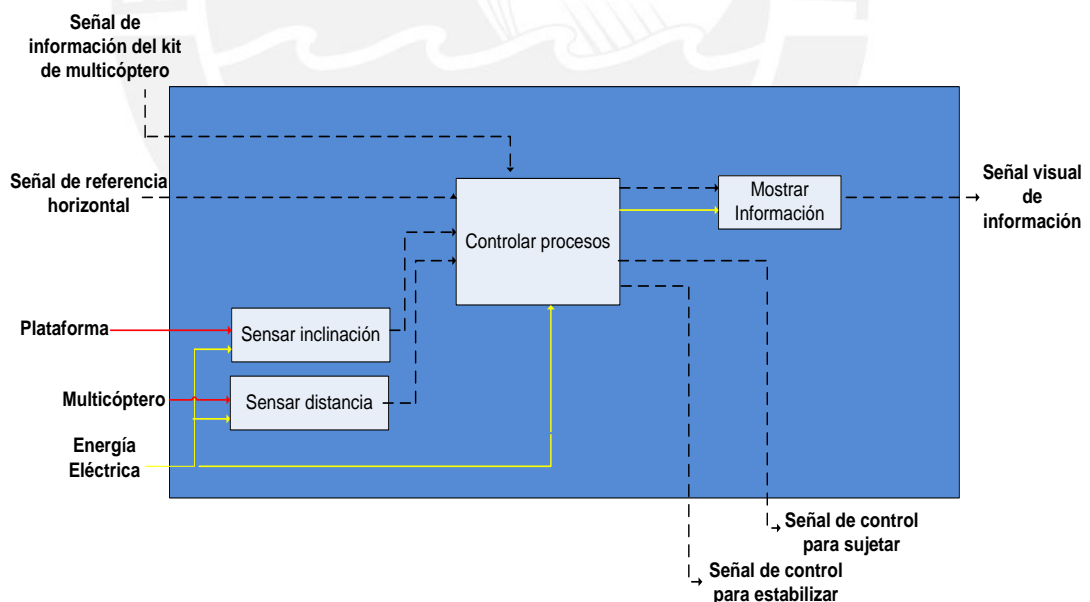 Señal de
información del kit
de multicóptero
Señal de referencia
horizontal
Controlar procesos
Mostrar
Información
Señal visual
de
información
Plataforma
Sensar inclinación
Multicóptero
Sensar distancia
Energía
Eléctrica
Señal de control
para sujetar
Señal de control
para estabilizar